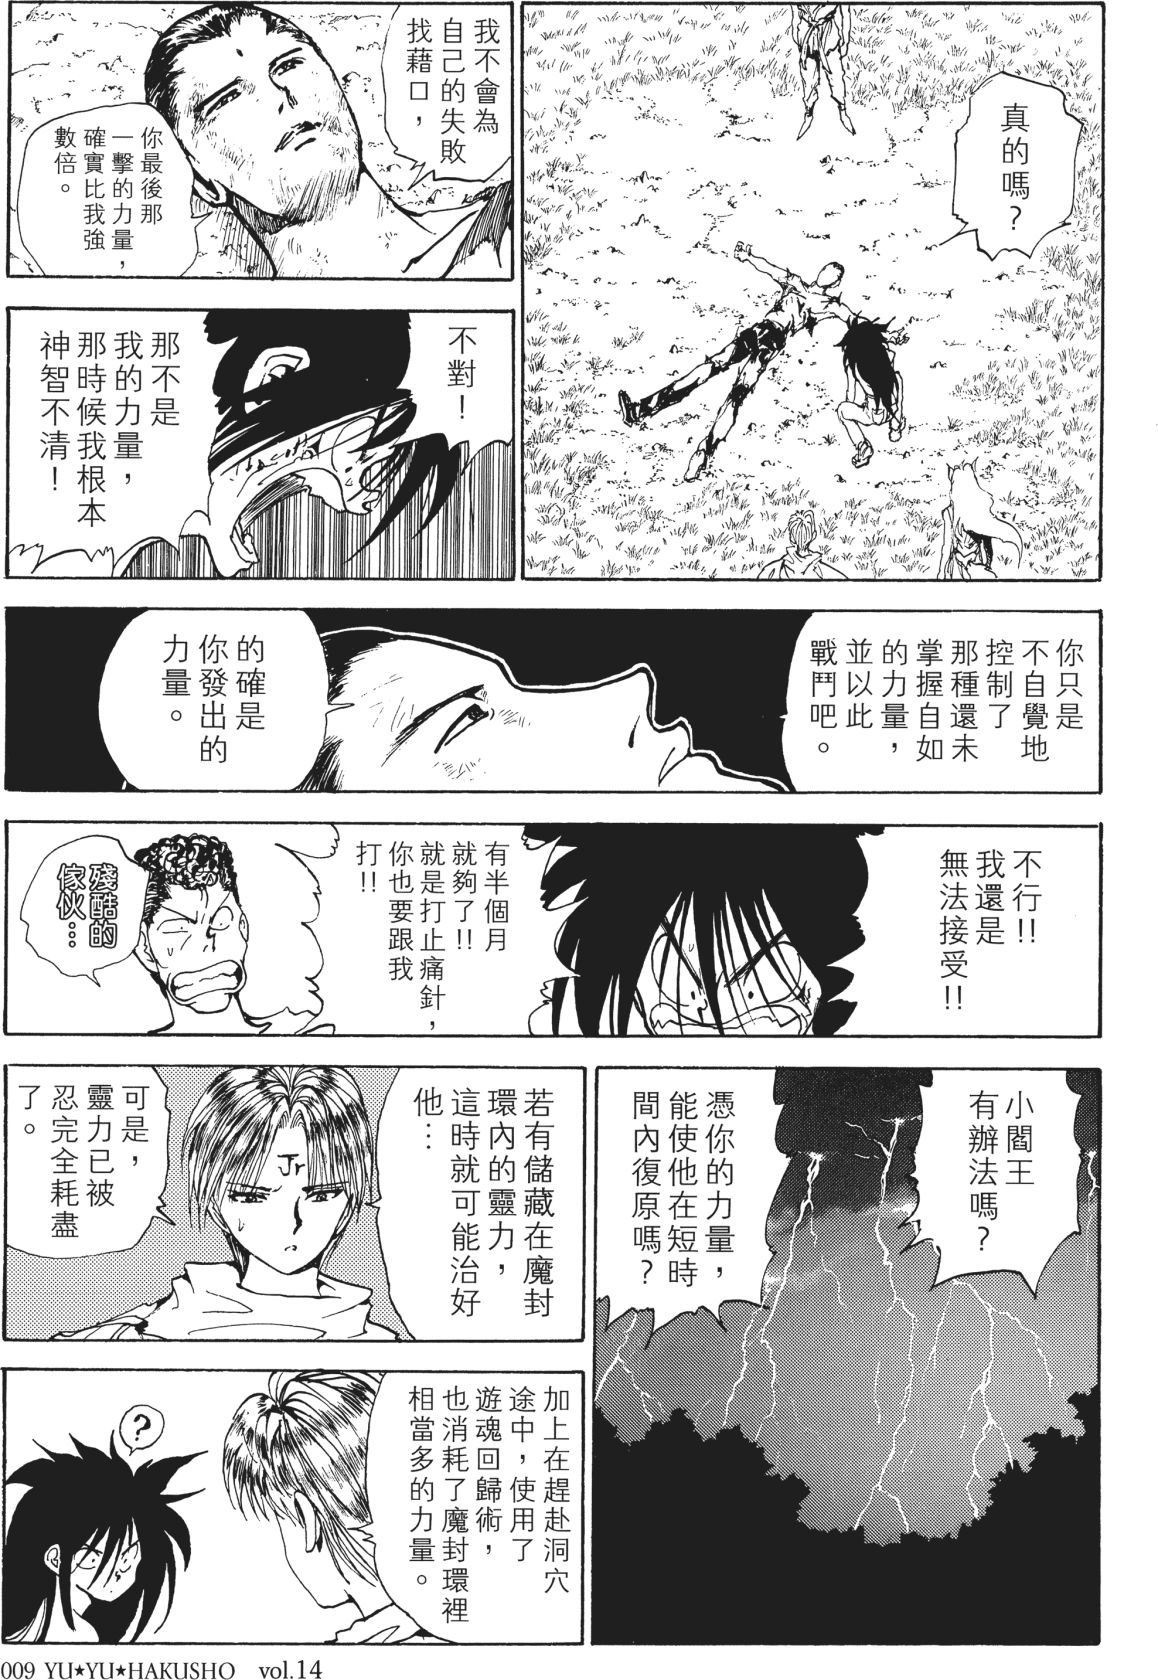 真的嗎？
我不會為
自己的失敗
找藉口，
你最後那
一擊的力量，
確實比我強
數倍。
不對！
那不是
我的力量，
那時候我根本
神智不清！
你只是
不自覺地
控制了
那種還未
掌握自如
的力量，
並以此
戰鬥吧。
的確是
你發出的
力量。
不行!!
我還是
無法接受!!
有半個月
就夠了!!
就是打止痛針，
你也要跟我
打!!
殘酷的
傢伙…
小閻王
有辦法嗎？
憑你的力量，
能使他在短時
間內復原嗎？
若有儲藏在魔封
環內的靈力，
這時就可能治好
他…
Jr
可是，
靈力已被
忍完全耗盡
了。
加上在趕赴洞穴
途中，使用了
遊魂回歸術，
也消耗了魔封環裡
相當多的力量。
?
009 YU★YU★HAKUSHO vol.14